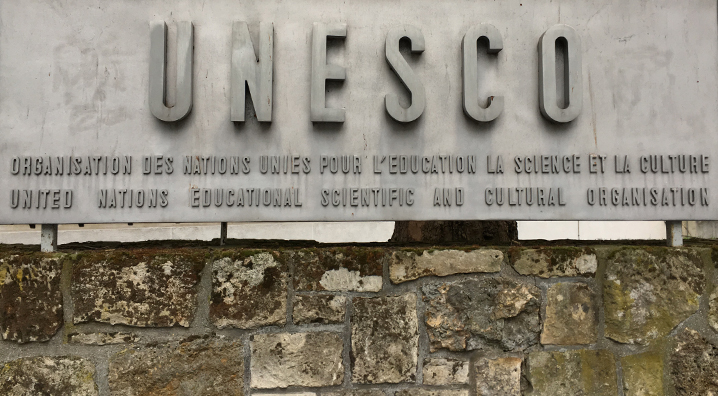 UNESCO
ORGANISATION DES NATIONS UNIES POUR L'EDUCATION LA SCIENCE ET LA CULTURE
UNITED NATIONS EDUCATIONAL SCIENTIFIC AND CULTURAL ORGANISATION